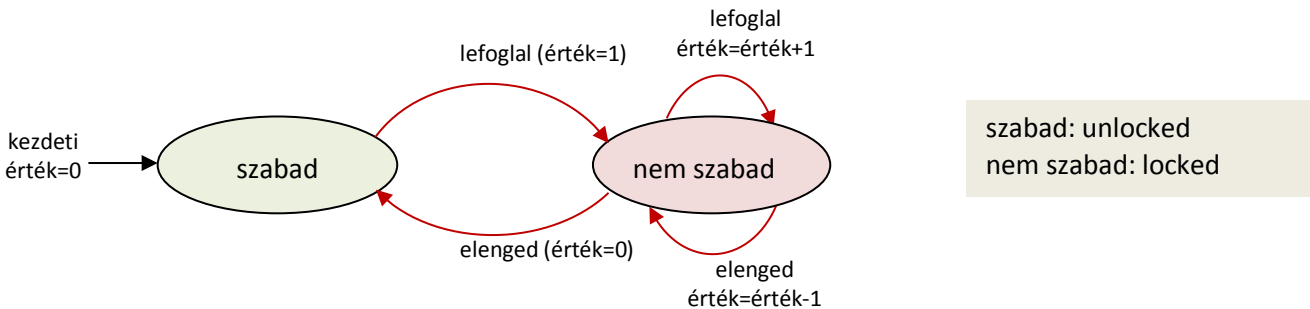 lefoglal
érték=érték+1
lefoglal (érték=1)
kezdeti
érték=0
szabad
nem szabad
szabad: unlocked
nem szabad: locked
elenged (érték=0)
elenged
érték=érték-1